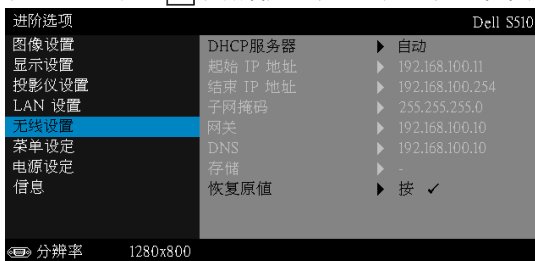 进阶选项 Dell S510
图像设置 DHCP服务器 自动
显示设置 起始 IP 地址 192.168.100.11
投影仪设置 结束 IP 地址 192.168.100.254
LAN 设置 子网掩码 255.255.255.0
无线设置 网关 192.168.100.10
菜单设定 DNS 192.168.100.10
电源设定 存储 -
信息 恢复原值 按 ✓
分辨率 1280x800